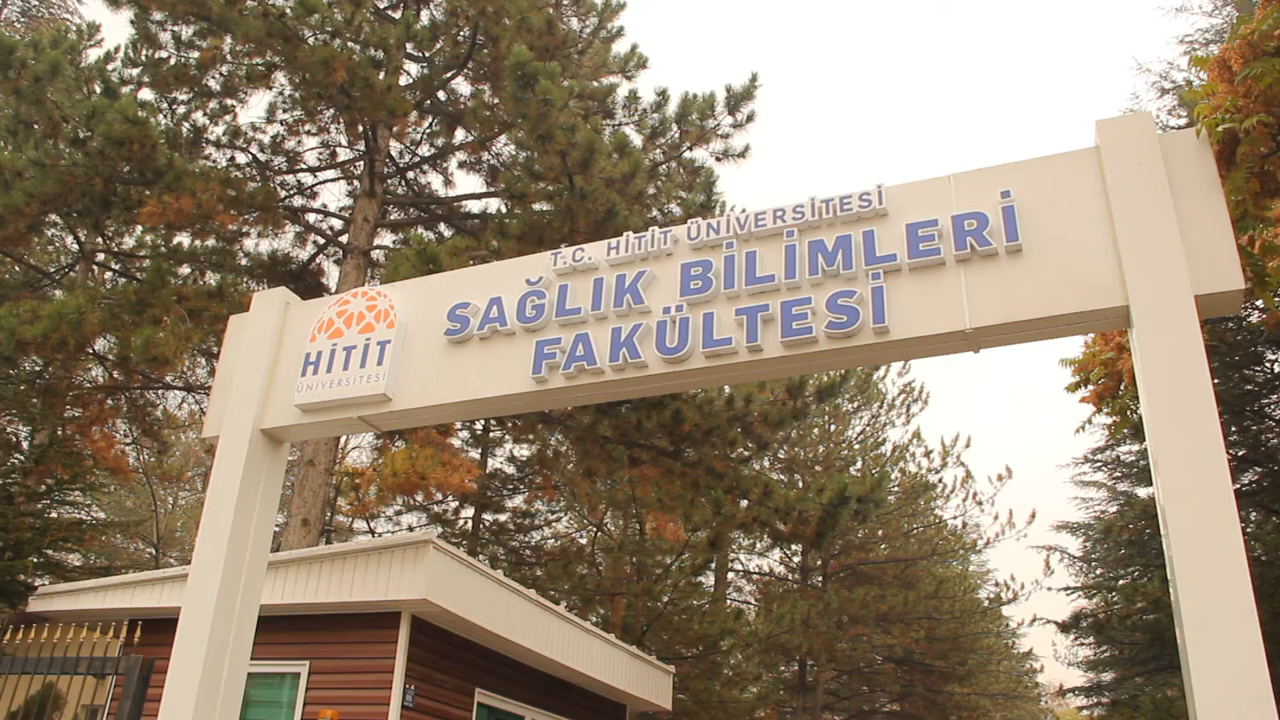 T.C. HİTİT ÜNİVERSİTESİ
SAĞLIK BİLİMLERİ
FAKÜLTESİ
HİTİT
ÜNİVERSİTESİ